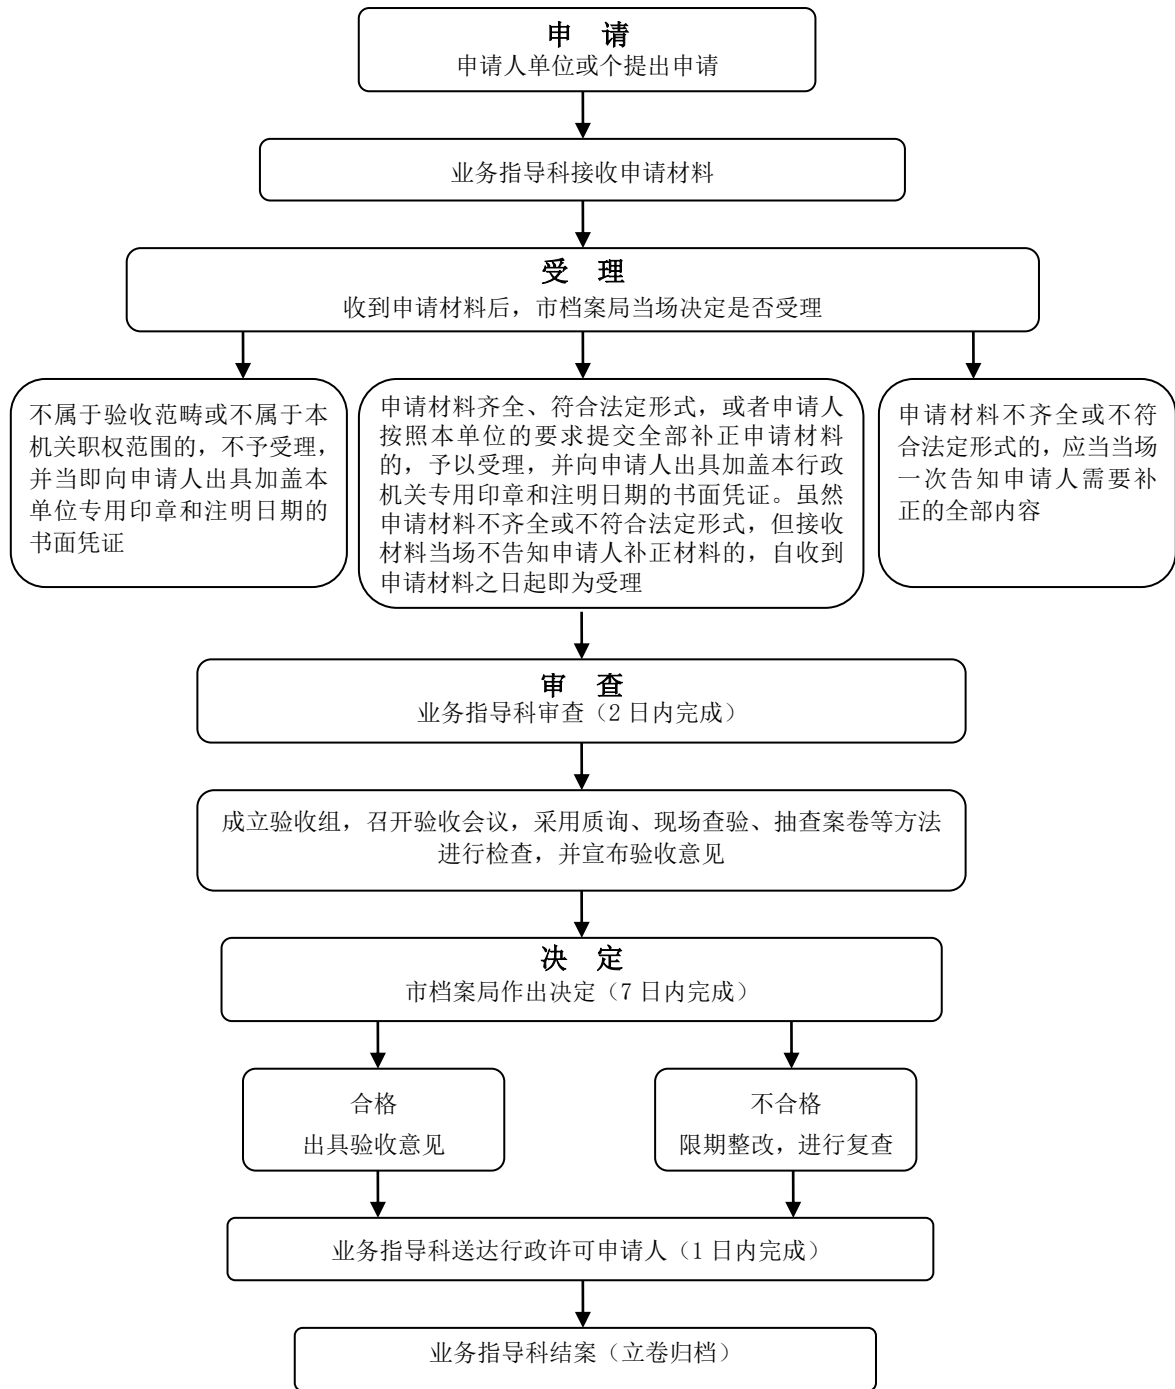 申 请
申请人单位或个提出申请
业务指导科接收申请材料
受 理
收到申请材料后，市档案局当场决定是否受理
不属于验收范畴或不属于本
机关职权范围的，不予受理，
并当即向申请人出具加盖本
单位专用印章和注明日期的
书面凭证
申请材料齐全、符合法定形式，或者申请人
按照本单位的要求提交全部补正申请材料
的，予以受理，并向申请人出具加盖本行政
机关专用印章和注明日期的书面凭证。虽然
申请材料不齐全或不符合法定形式，但接收
材料当场不告知申请人补正材料的，自收到
申请材料之日起即为受理
申请材料不齐全或不符
合法定形式的，应当当场
一次告知申请人需要补
正的全部内容
审 查
业务指导科审查（2 日内完成）
成立验收组，召开验收会议，采用质询、现场查验、抽查案卷等方法
进行检查，并宣布验收意见
决 定
市档案局作出决定（7 日内完成）
合格
出具验收意见
不合格
限期整改，进行复查
业务指导科送达行政许可申请人（1 日内完成）
业务指导科结案（立卷归档）